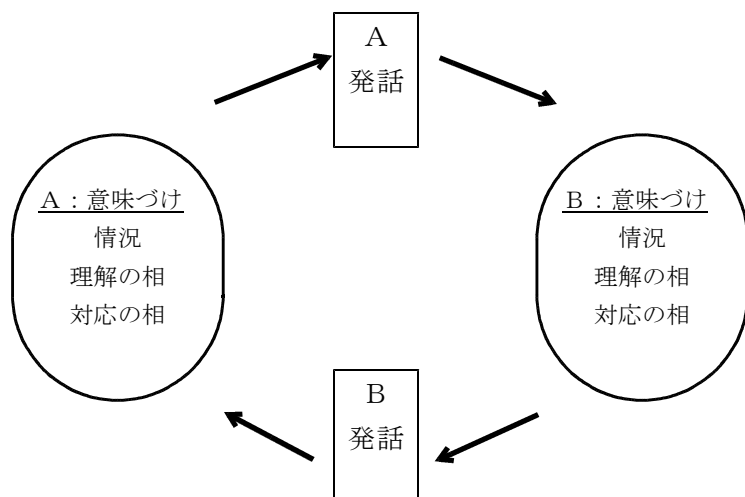 Ａ
発話
Ａ：意味づけ
情況
理解の相
対応の相
Ｂ：意味づけ
情況
理解の相
対応の相
Ｂ
発話